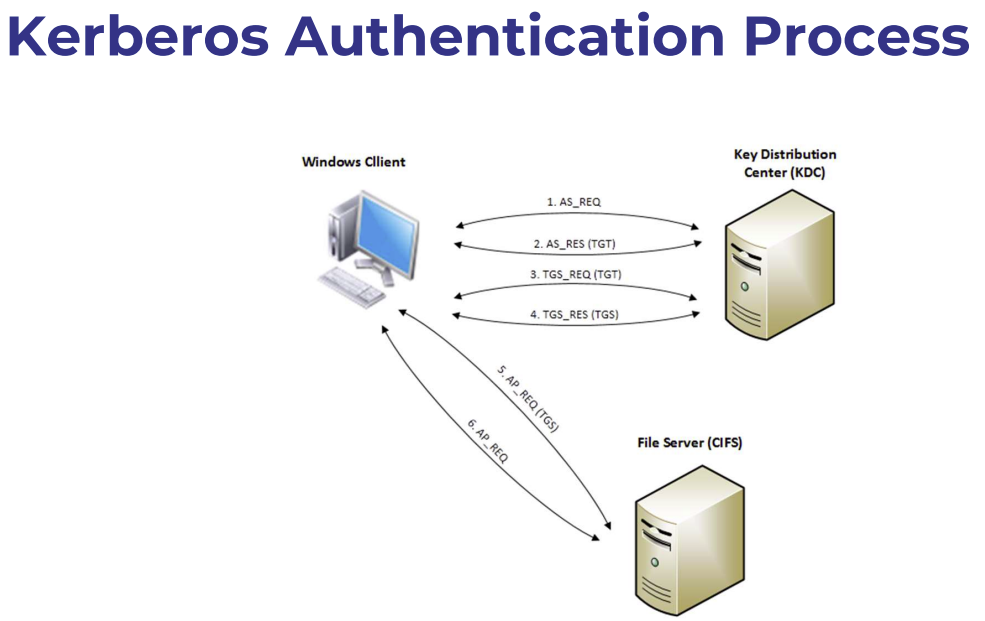 Kerberos Authentication Process
Windows Cllient
Key Distribution
Center (KDC)
1. AS_REQ
2. AS_RES (TGT)
3. TGS_REQ (TGT)
4. TGS_RES (TGS)
5. AP_REQ (TGS)
6. AP_REQ
File Server (CIFS)